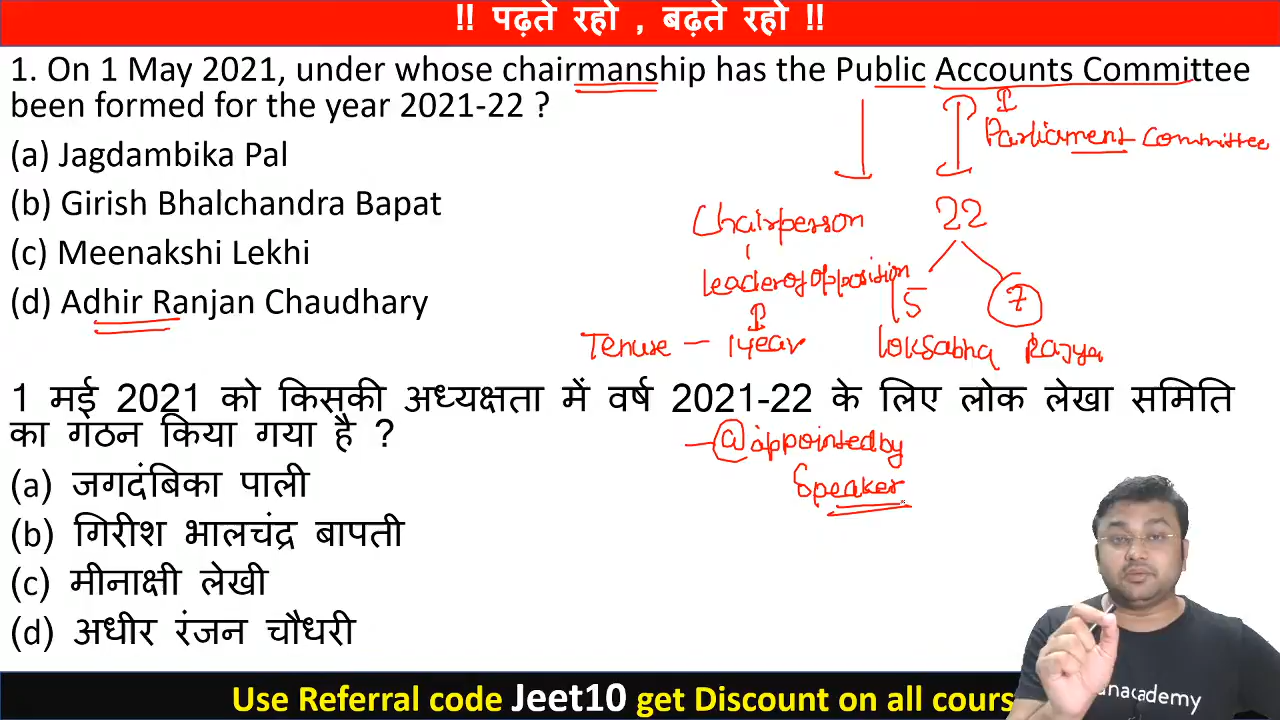 !! पढ़ते रहो , बढ़ते रहो !!
1. On 1 May 2021, under whose chairmanship has the Public Accounts Committee
been formed for the year 2021-22 ?
(a) Jagdambika Pal
(b) Girish Bhalchandra Bapat
(c) Meenakshi Lekhi
(d) Adhir Ranjan Chaudhary
Parliament Committee
Chairperson
22
leader of opposition
5
7
Tenure - 1 year
loksabha
Rajya
1 मई 2021 को किसकी अध्यक्षता में वर्ष 2021-22 के लिए लोक लेखा समिति
का गठन किया गया है ?
(a) जगदंबिका पाली
(b) गिरीश भालचंद्र बापती
(c) मीनाक्षी लेखी
(d) अधीर रंजन चौधरी
- @ appointed by
Speaker
unacademy
Use Referral code Jeet10 get Discount on all cours